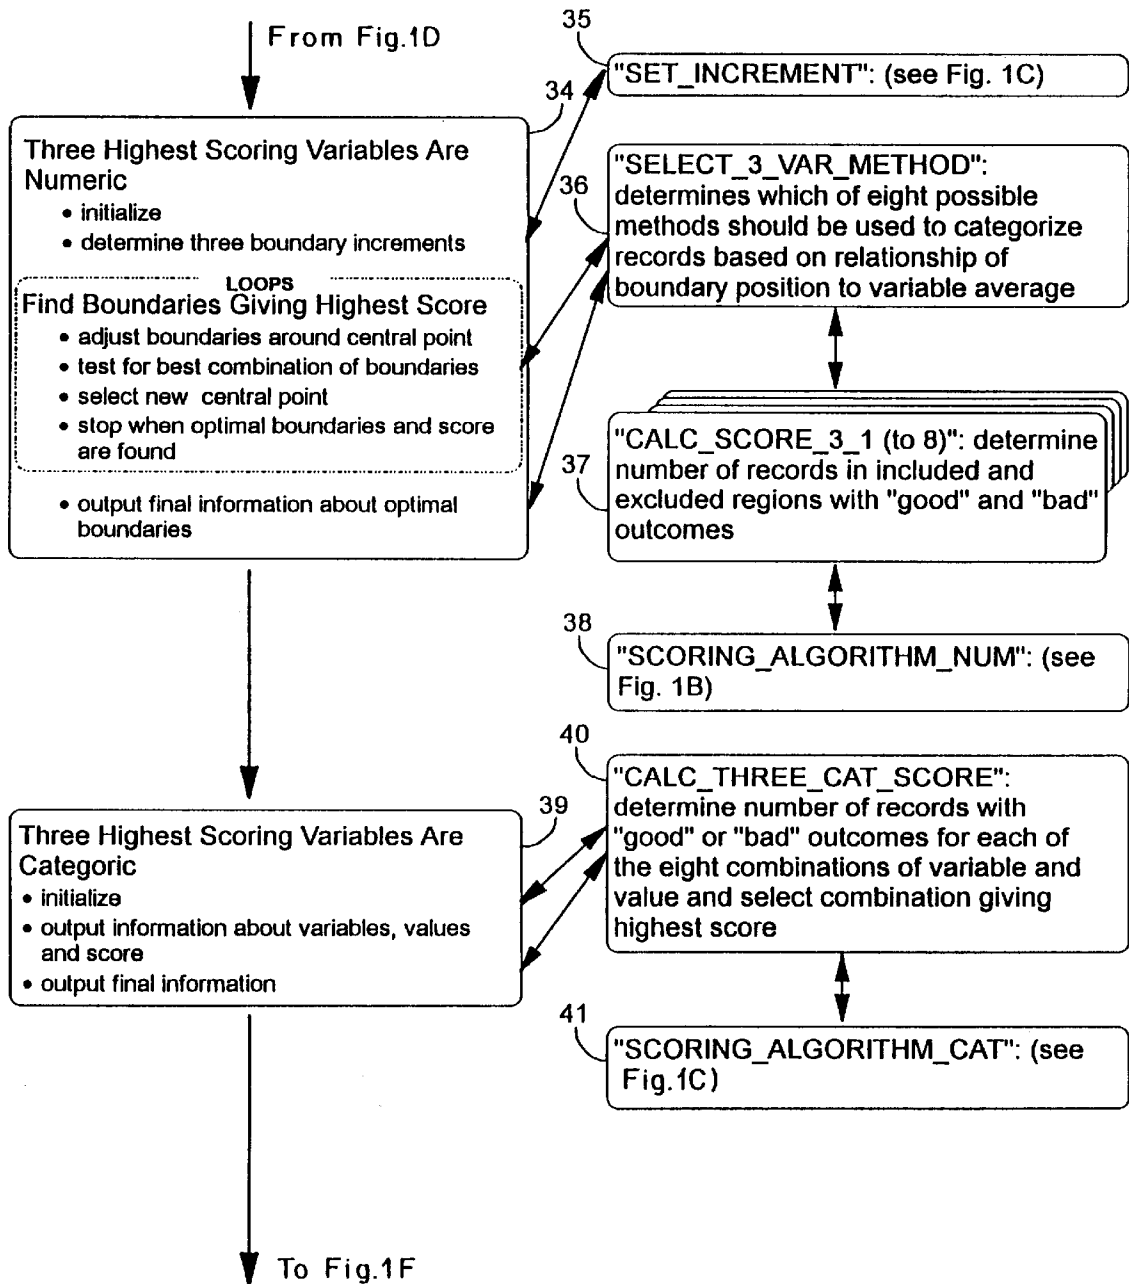 From Fig.1D
35
"SET_INCREMENT": (see Fig. 1C)
34
Three Highest Scoring Variables Are
Numeric
• initialize
• determine three boundary increments
LOOPS
Find Boundaries Giving Highest Score
• adjust boundaries around central point
• test for best combination of boundaries
• select new central point
• stop when optimal boundaries and score
are found
• output final information about optimal
boundaries
36
"SELECT_3_VAR_METHOD":
determines which of eight possible
methods should be used to categorize
records based on relationship of
boundary position to variable average
37
"CALC_SCORE_3_1 (to 8)": determine
number of records in included and
excluded regions with "good" and "bad"
outcomes
38
"SCORING_ALGORITHM_NUM": (see
Fig. 1B)
39
Three Highest Scoring Variables Are
Categoric
• initialize
• output information about variables, values
and score
• output final information
40
"CALC_THREE_CAT_SCORE":
determine number of records with
"good" or "bad" outcomes for each of
the eight combinations of variable and
value and select combination giving
highest score
41
"SCORING_ALGORITHM_CAT": (see
Fig.1C)
To Fig.1F